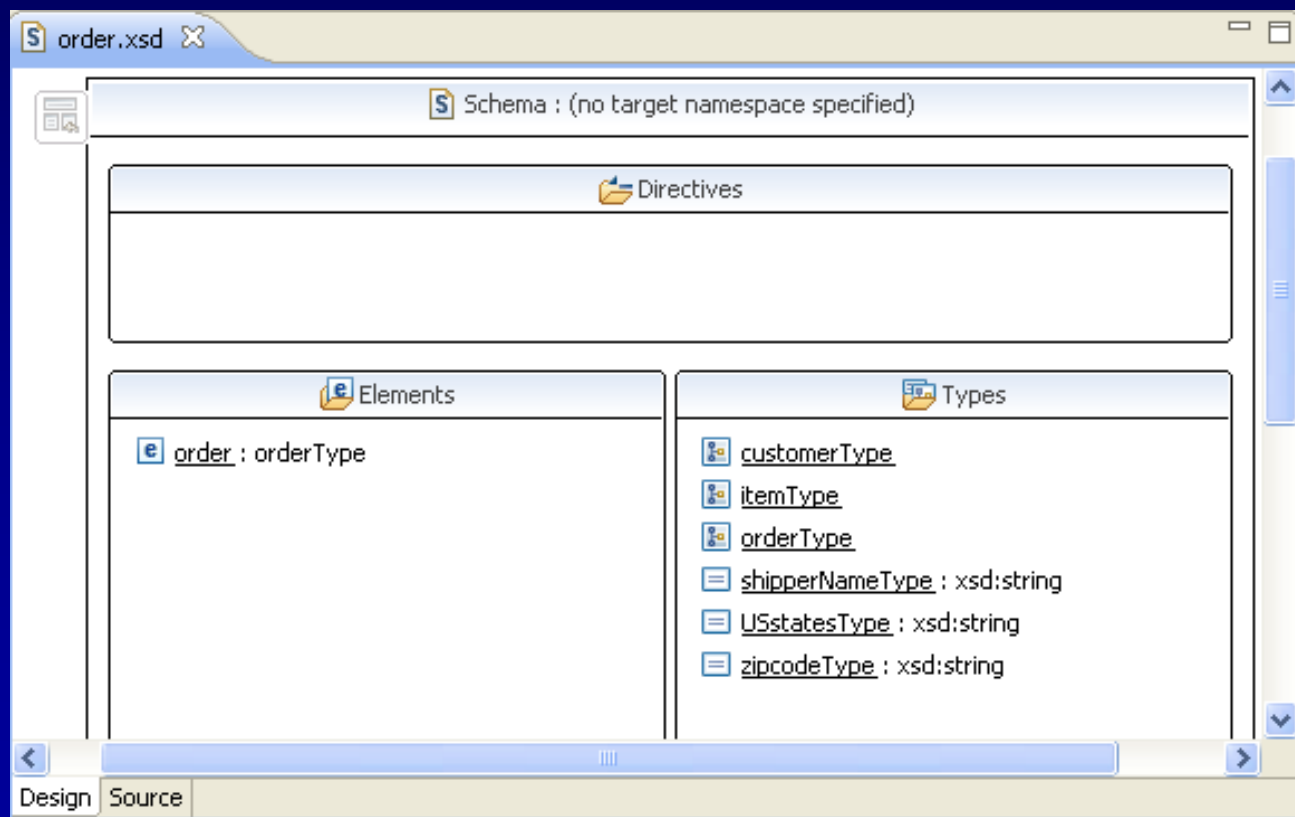 order.xsd
Schema : (no target namespace specified)
Directives
Elements
order : orderType
Types
customerType
itemType
orderType
shipperNameType : xsd:string
USstatesType : xsd:string
zipcodeType : xsd:string
Design Source